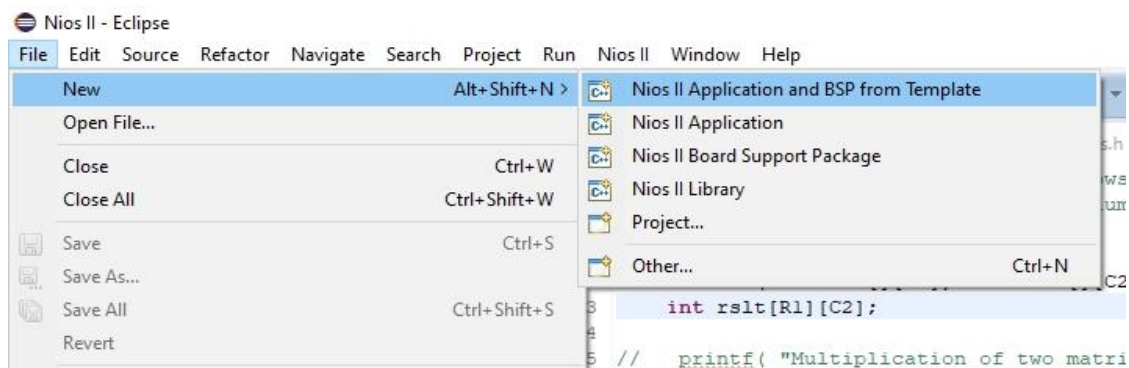 Nios II - Eclipse
File Edit Source Refactor Navigate Search Project Run Nios II Window Help
New Alt+Shift+N >
Open File...
Close Ctrl+W
Close All Ctrl+Shift+W
Save Ctrl+S
Save As...
Save All Ctrl+Shift+S
Revert
Nios II Application and BSP from Template
Nios II Application
Nios II Board Support Package
Nios II Library
Project...
Other... Ctrl+N
s.h
int rslt[R1][C2];
5 // printf( "Multiplication of two matri